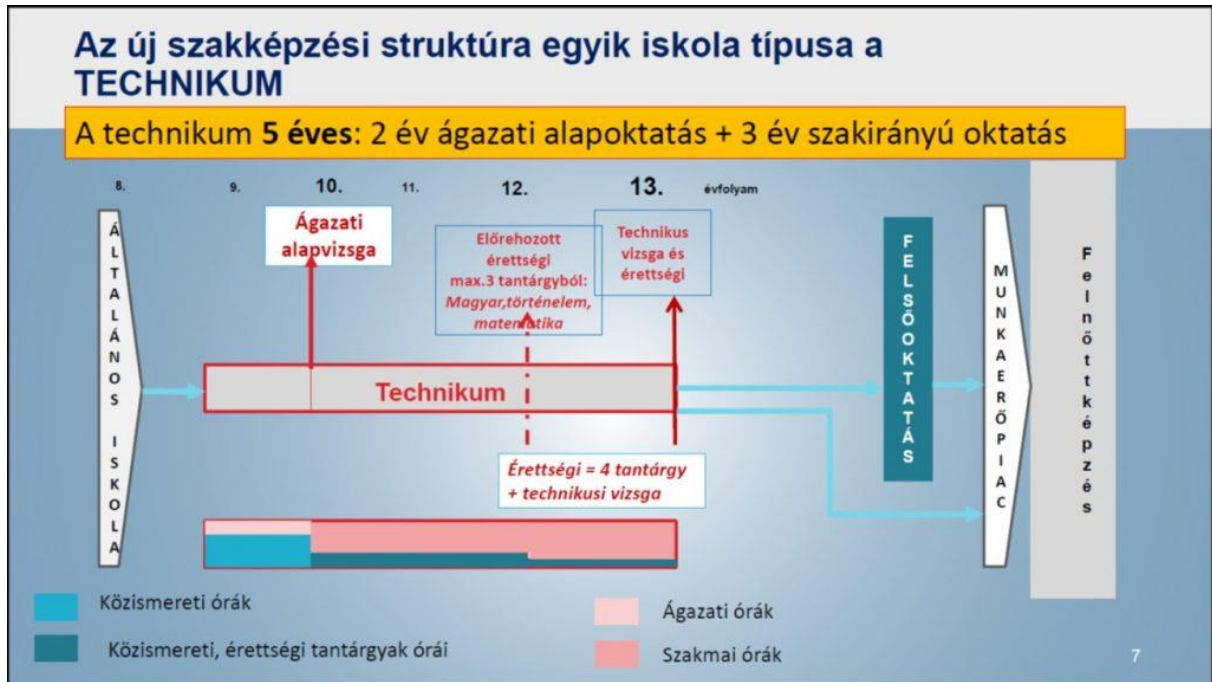 Az új szakképzési struktúra egyik iskola típusa a
TECHNIKUM
A technikum 5 éves: 2 év ágazati alapoktatás + 3 év szakirányú oktatás
8. 9. 10. 11. 12. 13. évfolyam
ÁLTALÁNOS ISKOLA
Ágazati
alapvizsga
Előrehozott
érettségi
max.3 tantárgyból:
Magyar,történelem,
matematika
Technikus
vizsga és
érettségi
Technikum
Érettségi = 4 tantárgy
+ technikusi vizsga
FELSŐOKTATÁS
MUNKAERŐPIAC
Felnőttképzés
Közismereti órák
Közismereti, érettségi tantárgyak órái
Ágazati órák
Szakmai órák
7